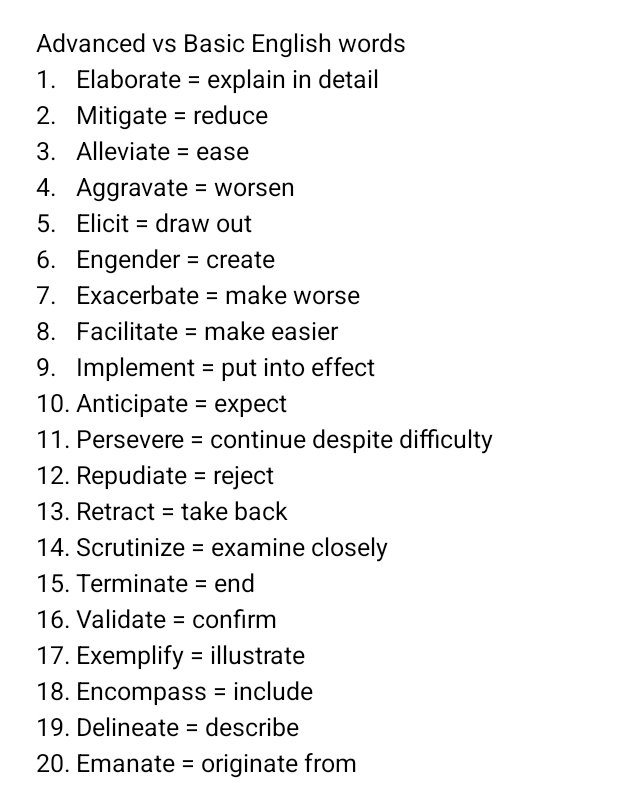 Advanced vs Basic English words
1. Elaborate = explain in detail
2. Mitigate = reduce
3. Alleviate = ease
4. Aggravate = worsen
5. Elicit = draw out
6. Engender = create
7. Exacerbate = make worse
8. Facilitate = make easier
9. Implement = put into effect
10. Anticipate = expect
11. Persevere = continue despite difficulty
12. Repudiate = reject
13. Retract = take back
14. Scrutinize = examine closely
15. Terminate = end
16. Validate = confirm
17. Exemplify = illustrate
18. Encompass = include
19. Delineate = describe
20. Emanate = originate from